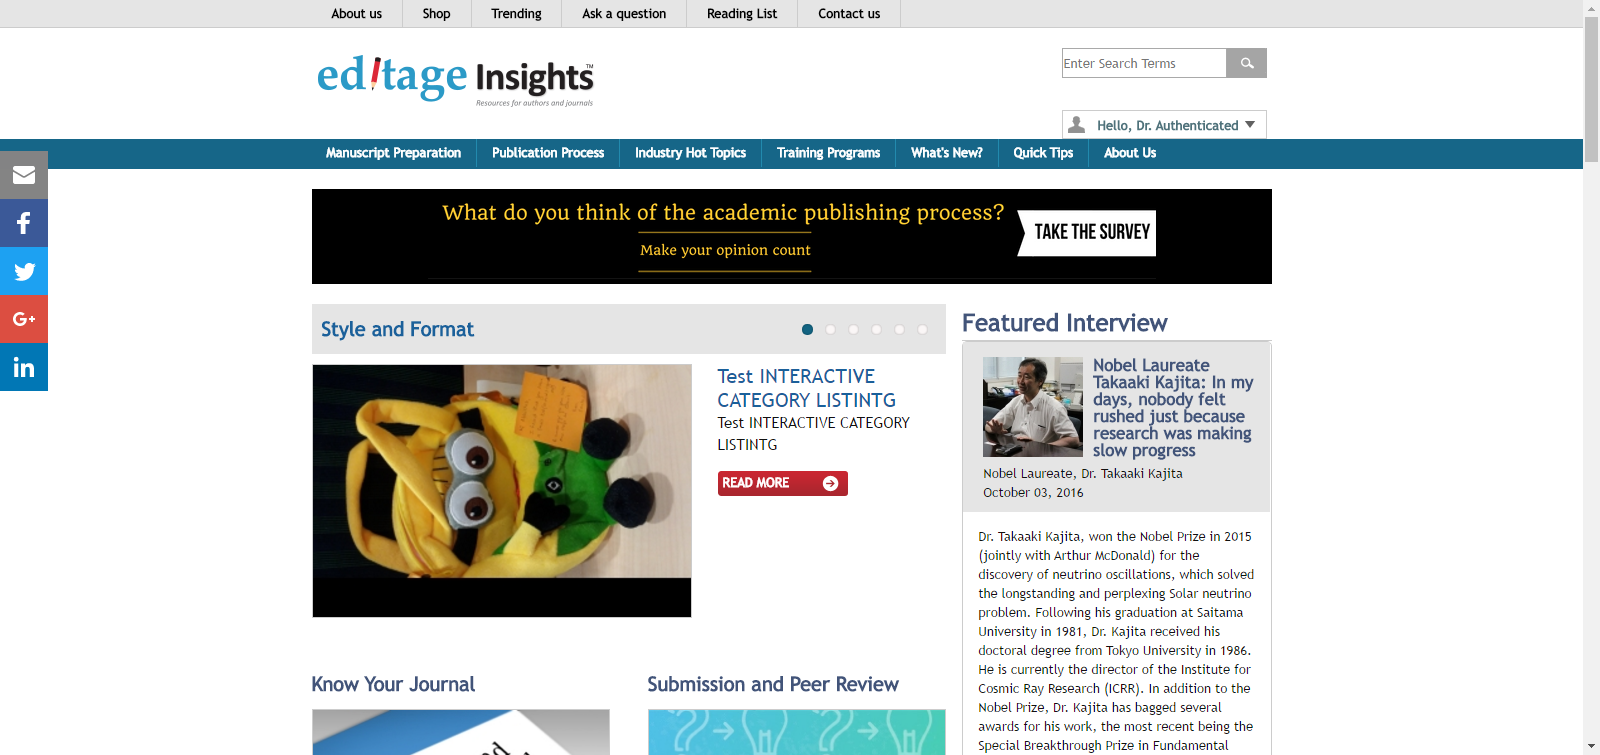 About us
Shop
Trending
Ask a question
Reading List
Contact us
editage Insights™
Resources for authors and journals
Enter Search Terms
Hello, Dr. Authenticated
Manuscript Preparation
Publication Process
Industry Hot Topics
Training Programs
What's New?
Quick Tips
About Us
What do you think of the academic publishing process?
Make your opinion count
TAKE THE SURVEY
Style and Format
Test INTERACTIVE
CATEGORY LISTINTG
Test INTERACTIVE CATEGORY
LISTINTG
READ MORE
Know Your Journal
Submission and Peer Review
Featured Interview
Nobel Laureate
Takaaki Kajita: In my
days, nobody felt
rushed just because
research was making
slow progress
Nobel Laureate, Dr. Takaaki Kajita
October 03, 2016
Dr. Takaaki Kajita, won the Nobel Prize in 2015
(jointly with Arthur McDonald) for the
discovery of neutrino oscillations, which solved
the longstanding and perplexing Solar neutrino
problem. Following his graduation at Saitama
University in 1981, Dr. Kajita received his
doctoral degree from Tokyo University in 1986.
He is currently the director of the Institute for
Cosmic Ray Research (ICRR). In addition to the
Nobel Prize, Dr. Kajita has bagged several
awards for his work, the most recent being the
Special Breakthrough Prize in Fundamental